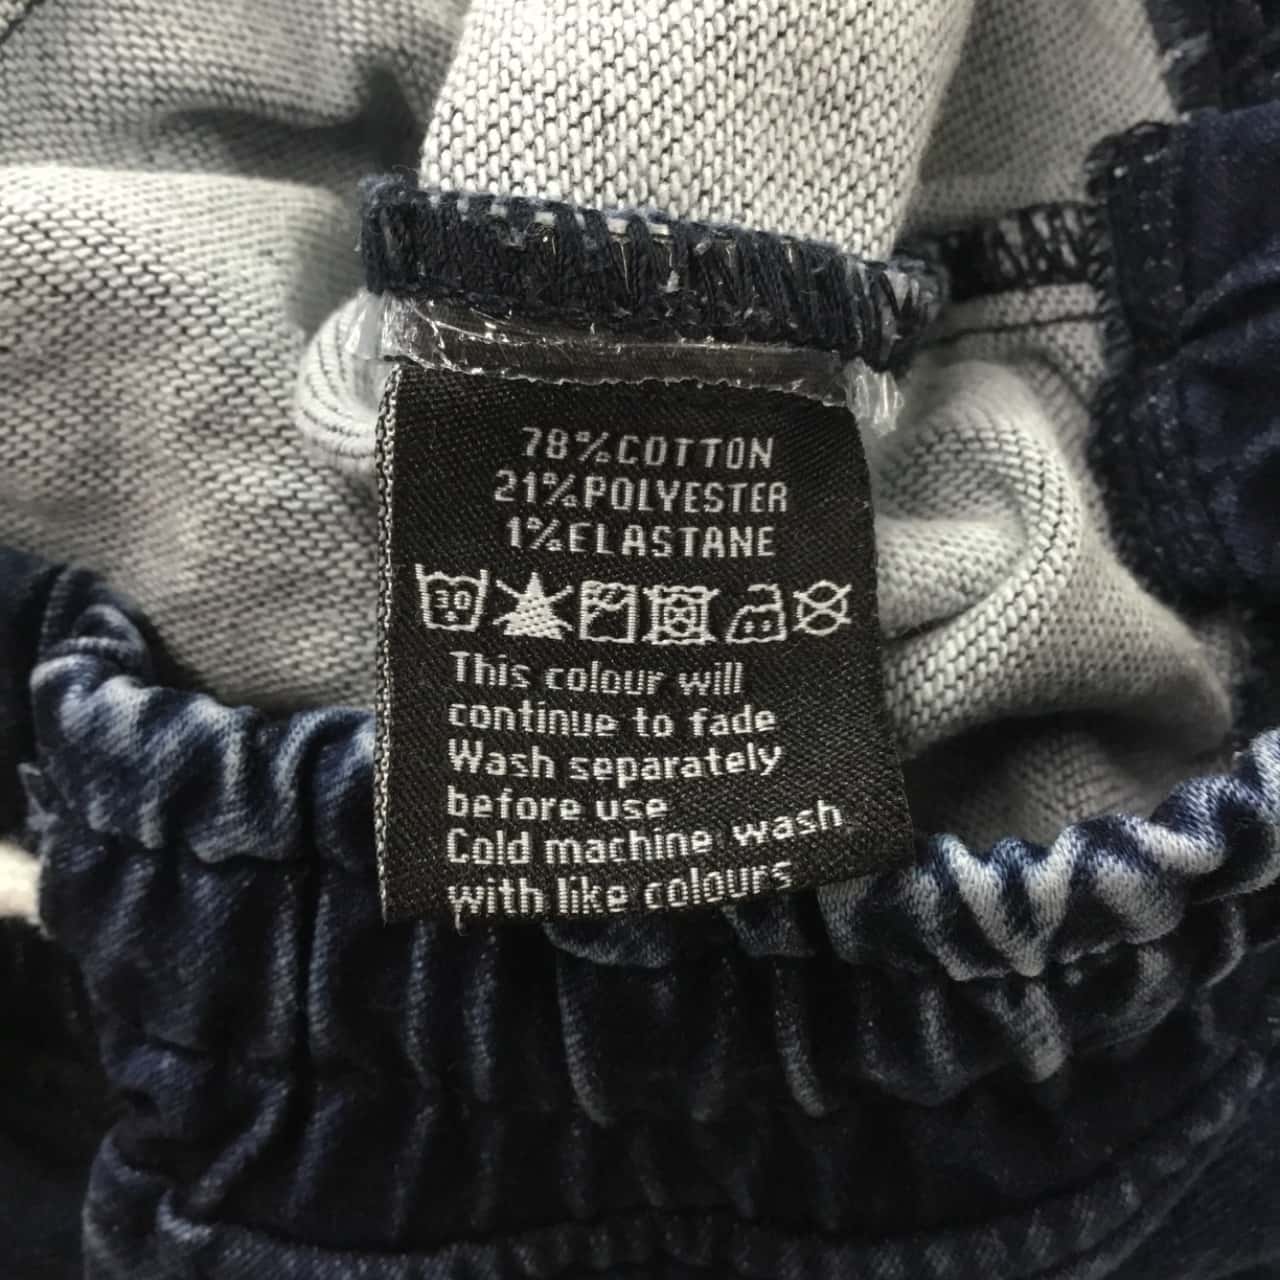 78%COTTON
21%POLYESTER
1%ELASTANE
30
This colour will
continue to fade
Wash separately
before use
Cold machine wash
with like colours